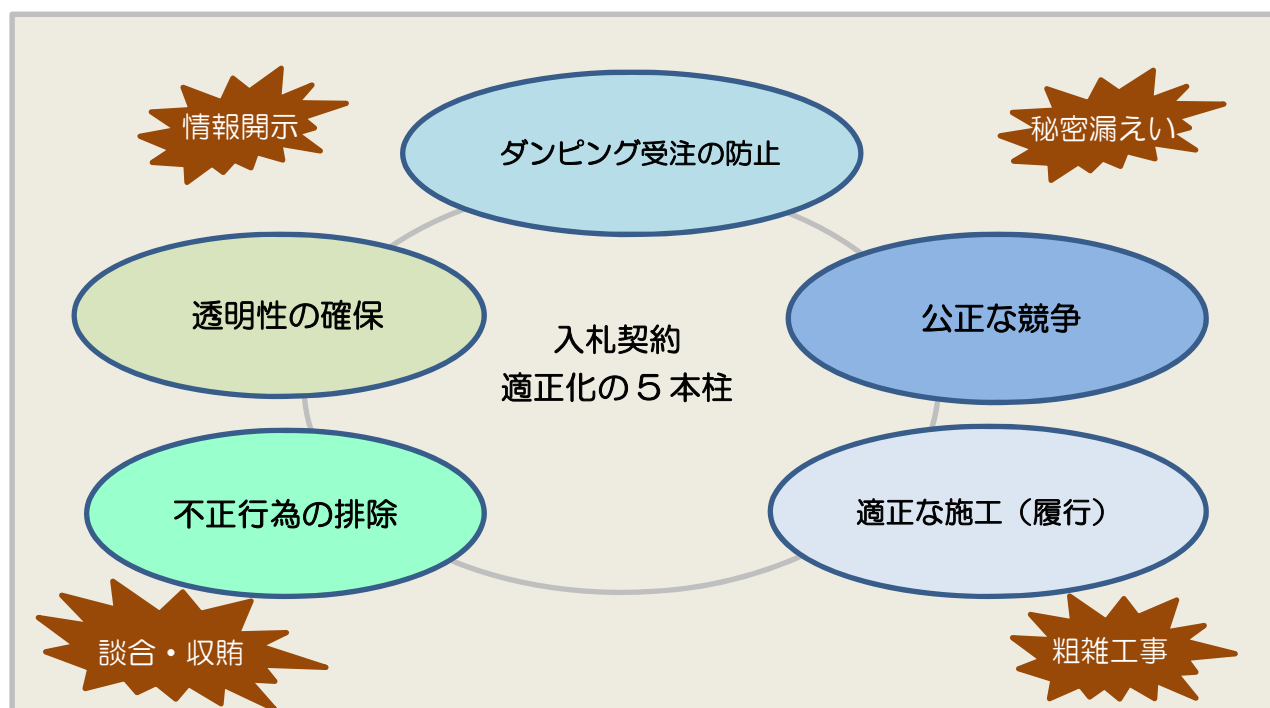 情報開示
秘密漏えい
ダンピング受注の防止
透明性の確保
公正な競争
入札契約
適正化の5本柱
不正行為の排除
適正な施工（履行）
談合・収賄
粗雑工事